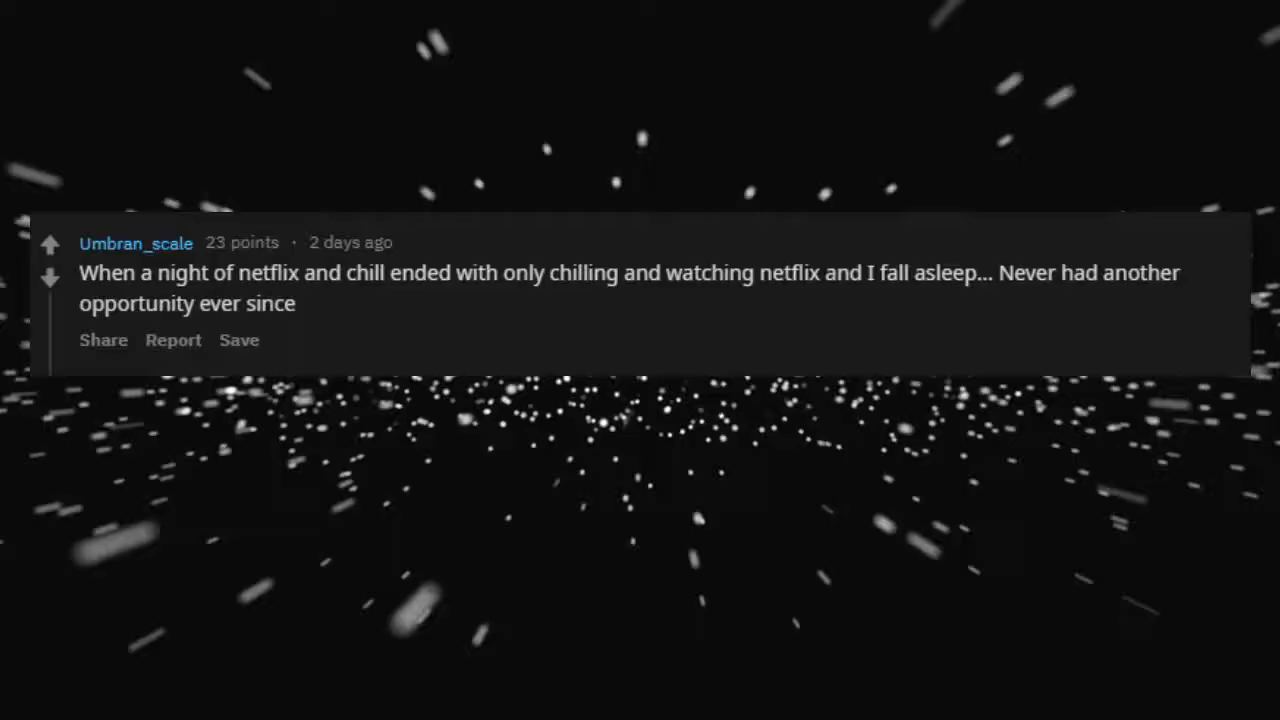 Umbran_scale 23 points · 2 days ago
When a night of netflix and chill ended with only chilling and watching netflix and I fall asleep... Never had another
opportunity ever since
Share Report Save